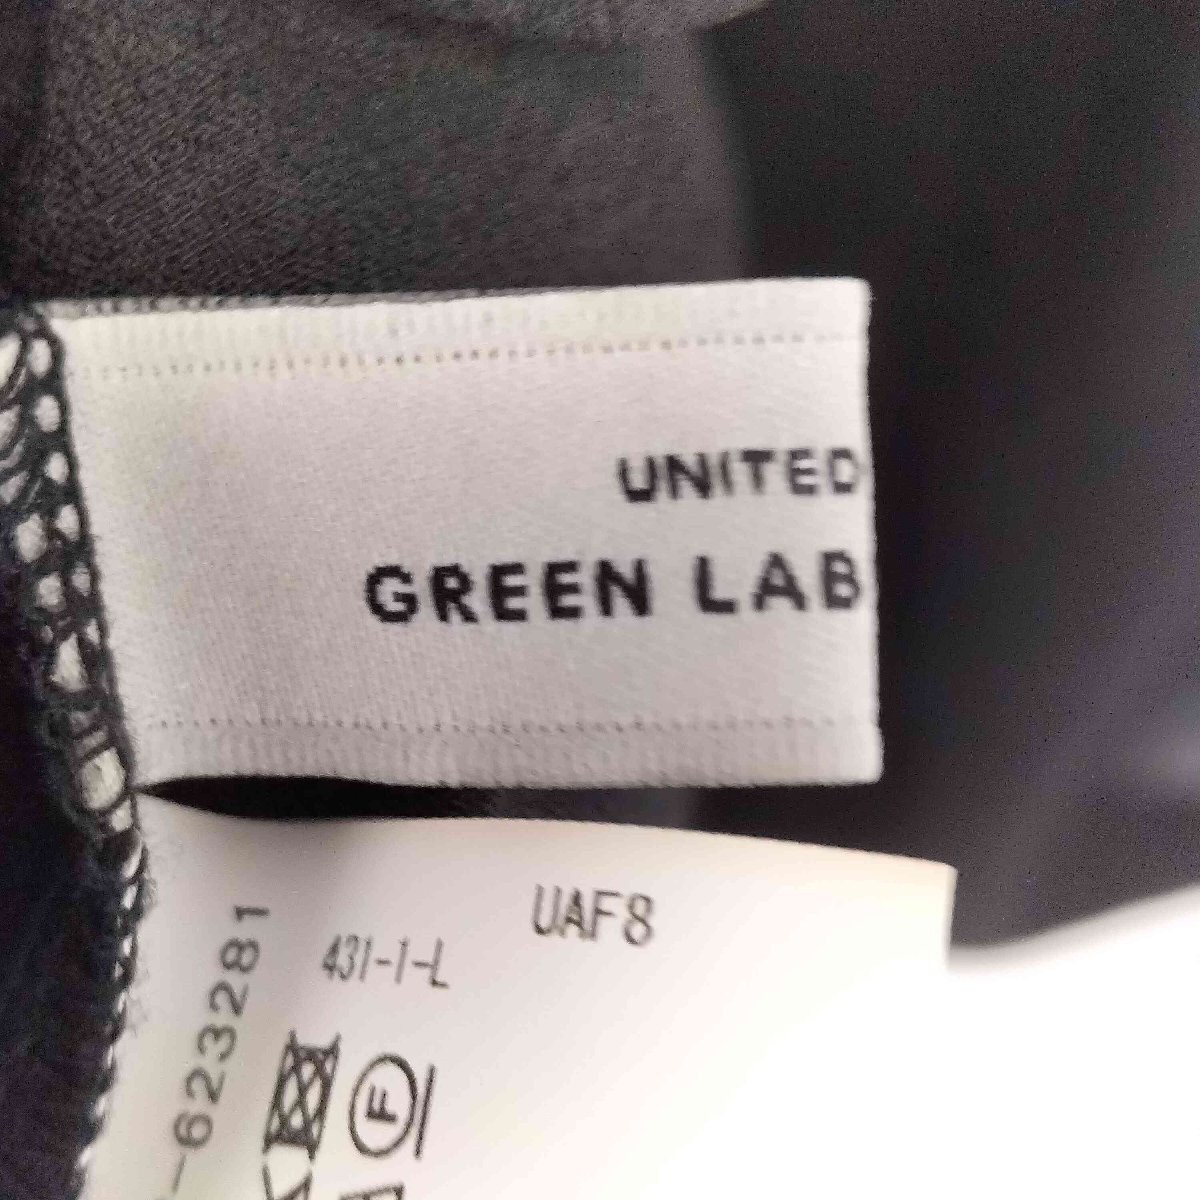 UNITED
GREEN LAB
UAF8
431-1-L
-623281
F